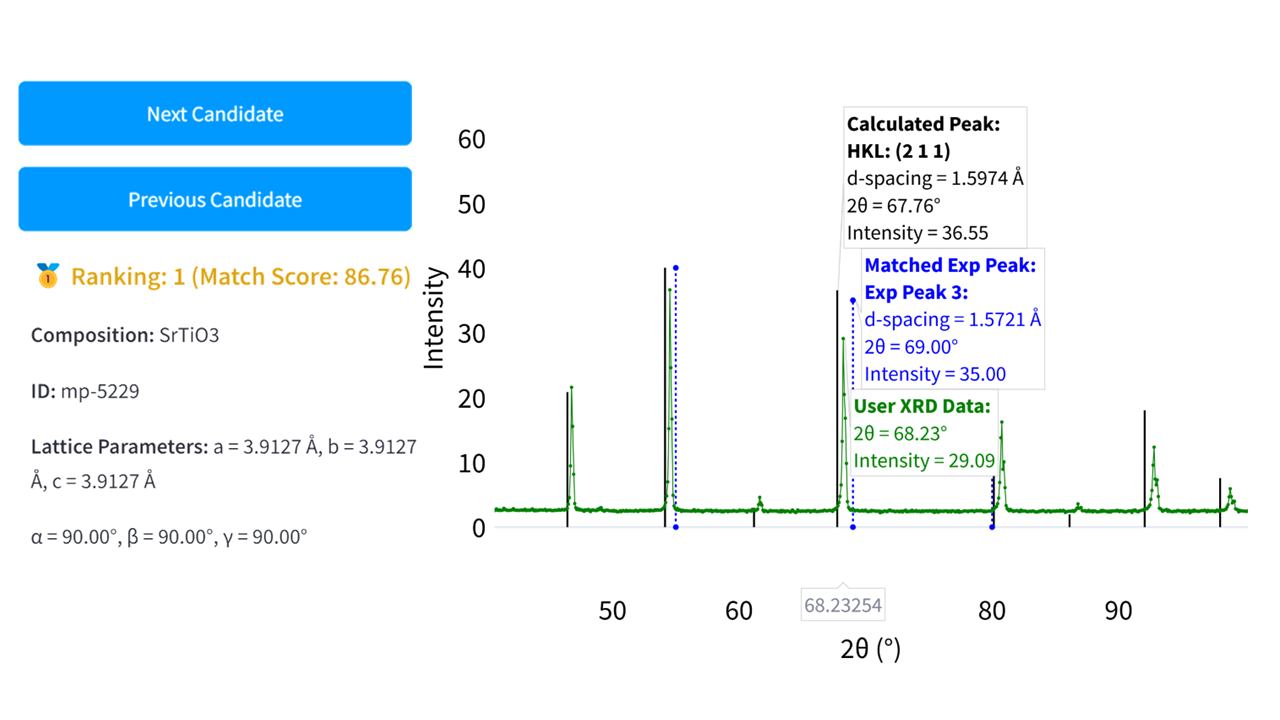 Next Candidate
Previous Candidate
Ranking: 1 (Match Score: 86.76)
Composition: SrTiO3
ID: mp-5229
Lattice Parameters: a = 3.9127 Å, b = 3.9127
Å, c = 3.9127 Å
α = 90.00°, β = 90.00°, γ = 90.00°
Intensity
60
50
40
30
20
10
0
Calculated Peak:
HKL: (2 1 1)
d-spacing = 1.5974 Å
2θ = 67.76°
Intensity = 36.55
Matched Exp Peak:
Exp Peak 3:
d-spacing = 1.5721 Å
2θ = 69.00°
Intensity = 35.00
User XRD Data:
2θ = 68.23°
Intensity = 29.09
50
60
68.23254
80
90
2θ (°)